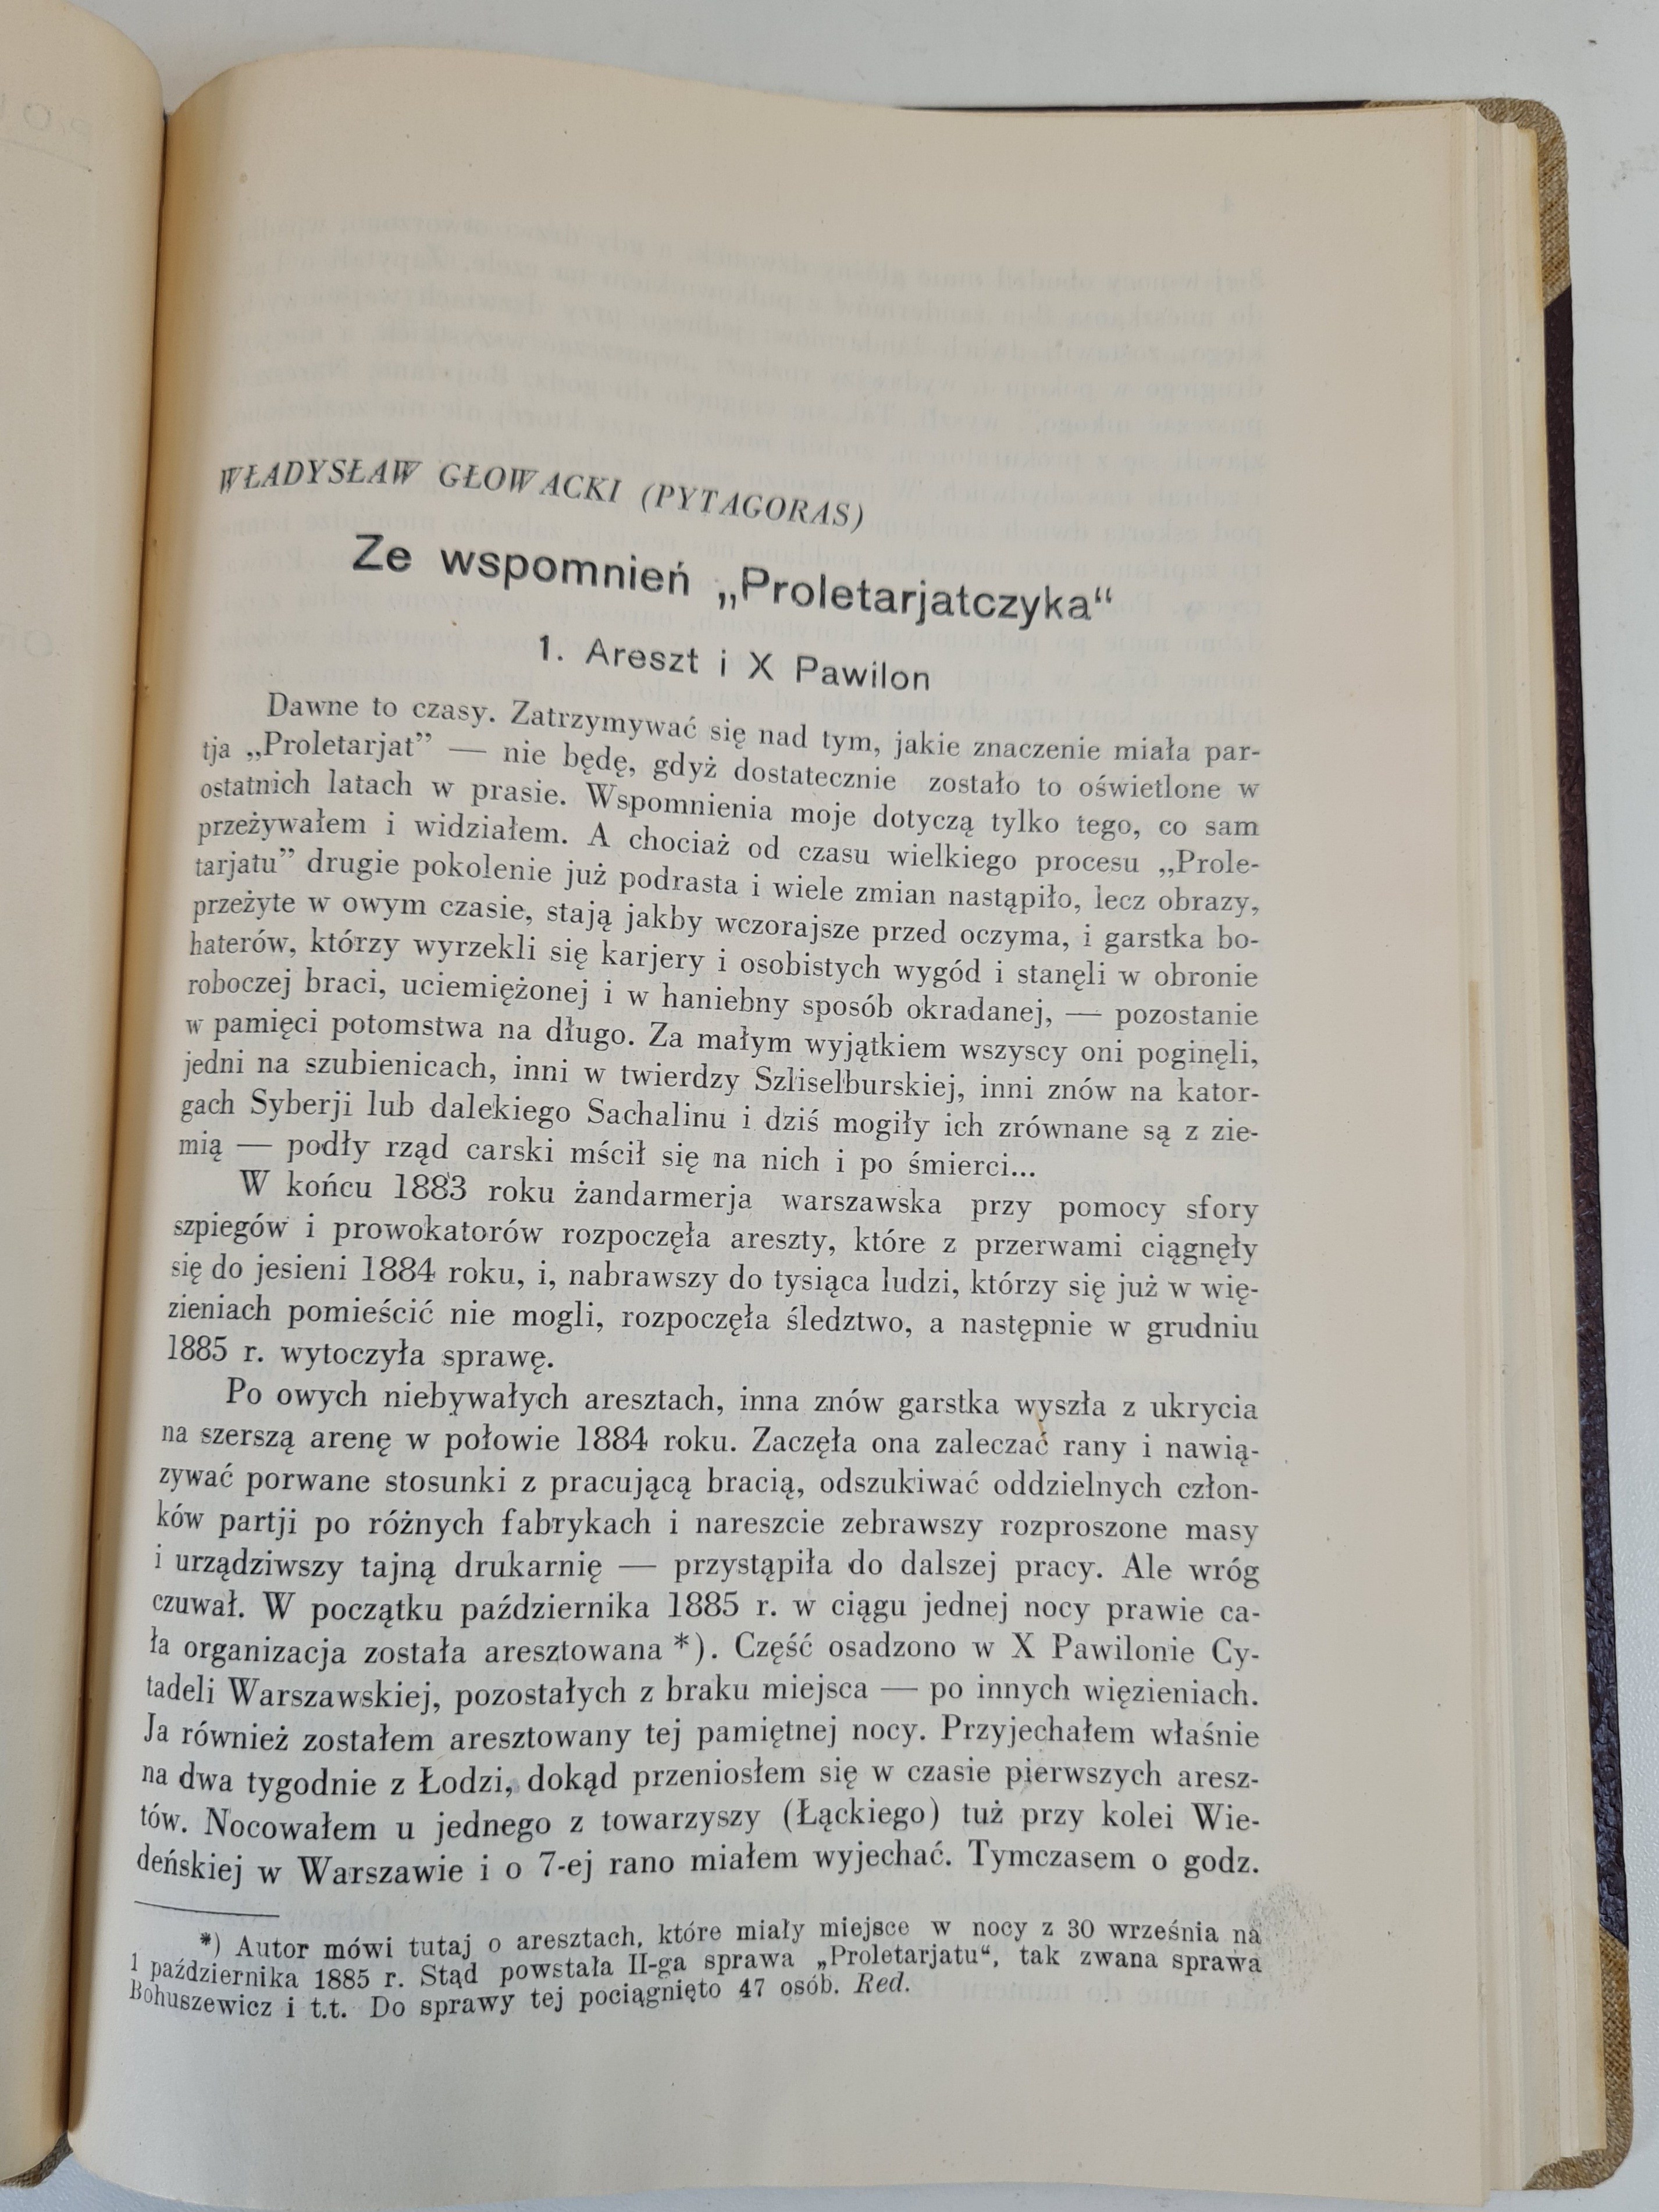 WŁADYSŁAW GŁOWACKI (PYTAGORAS)
Ze wspomnień „Proletarjatczyka“
1. Areszt i X Pawilon
Dawne to czasy. Zatrzymywać się nad tym, jakie znaczenie miała par-
tja „Proletarjat” — nie będę, gdyż dostatecznie zostało to oświetlone w
ostatnich latach w prasie. Wspomnienia moje dotyczą tylko tego, co sam
przeżywałem i widziałem. A chociaż od czasu wielkiego procesu „Prole-
tarjatu” drugie pokolenie już podrasta i wiele zmian nastąpiło, lecz obrazy,
przeżyte w owym czasie, stają jakby wczorajsze przed oczyma, i garstka bo-
haterów, którzy wyrzekli się karjery i osobistych wygód i stanęli w obronie
roboczej braci, uciemiężonej i w haniebny sposób okradanej, — pozostanie
w pamięci potomstwa na długo. Za małym wyjątkiem wszyscy oni poginęli,
jedni na szubienicach, inni w twierdzy Szliselburskiej, inni znów na kator-
gach Syberji lub dalekiego Sachalinu i dziś mogiły ich zrównane są z zie-
mią — podły rząd carski mścił się na nich i po śmierci...
W końcu 1883 roku żandarmerja warszawska przy pomocy sfory
szpiegów i prowokatorów rozpoczęła areszty, które z przerwami ciągnęły
się do jesieni 1884 roku, i, nabrawszy do tysiąca ludzi, którzy się już w wię-
zieniach pomieścić nie mogli, rozpoczęła śledztwo, a następnie w grudniu
1885 r. wytoczyła sprawę.
Po owych niebywałych aresztach, inna znów garstka wyszła z ukrycia
na szerszą arenę w połowie 1884 roku. Zaczęła ona zaleczać rany i nawią-
zywać porwane stosunki z pracującą bracią, odszukiwać oddzielnych człon-
ków partji po różnych fabrykach i nareszcie zebrawszy rozproszone masy
i urządziwszy tajną drukarnię — przystąpiła do dalszej pracy. Ale wróg
czuwał. W początku października 1885 r. w ciągu jednej nocy prawie ca-
ła organizacja została aresztowana *). Część osadzono w X Pawilonie Cy-
tadeli Warszawskiej, pozostałych z braku miejsca — po innych więzieniach.
Ja również zostałem aresztowany tej pamiętnej nocy. Przyjechałem właśnie
na dwa tygodnie z Łodzi, dokąd przeniosłem się w czasie pierwszych aresz-
tów. Nocowałem u jednego z towarzyszy (Łąckiego) tuż przy kolei Wie-
deńskiej w Warszawie i o 7-ej rano miałem wyjechać. Tymczasem o godz.
*) Autor mówi tutaj o aresztach, które miały miejsce w nocy z 30 września na
1 października 1885 r. Stąd powstała II-ga sprawa „Proletarjatu“, tak zwana sprawa
Bohuszewicz i t.t. Do sprawy tej pociągnięto 47 osób. Red.